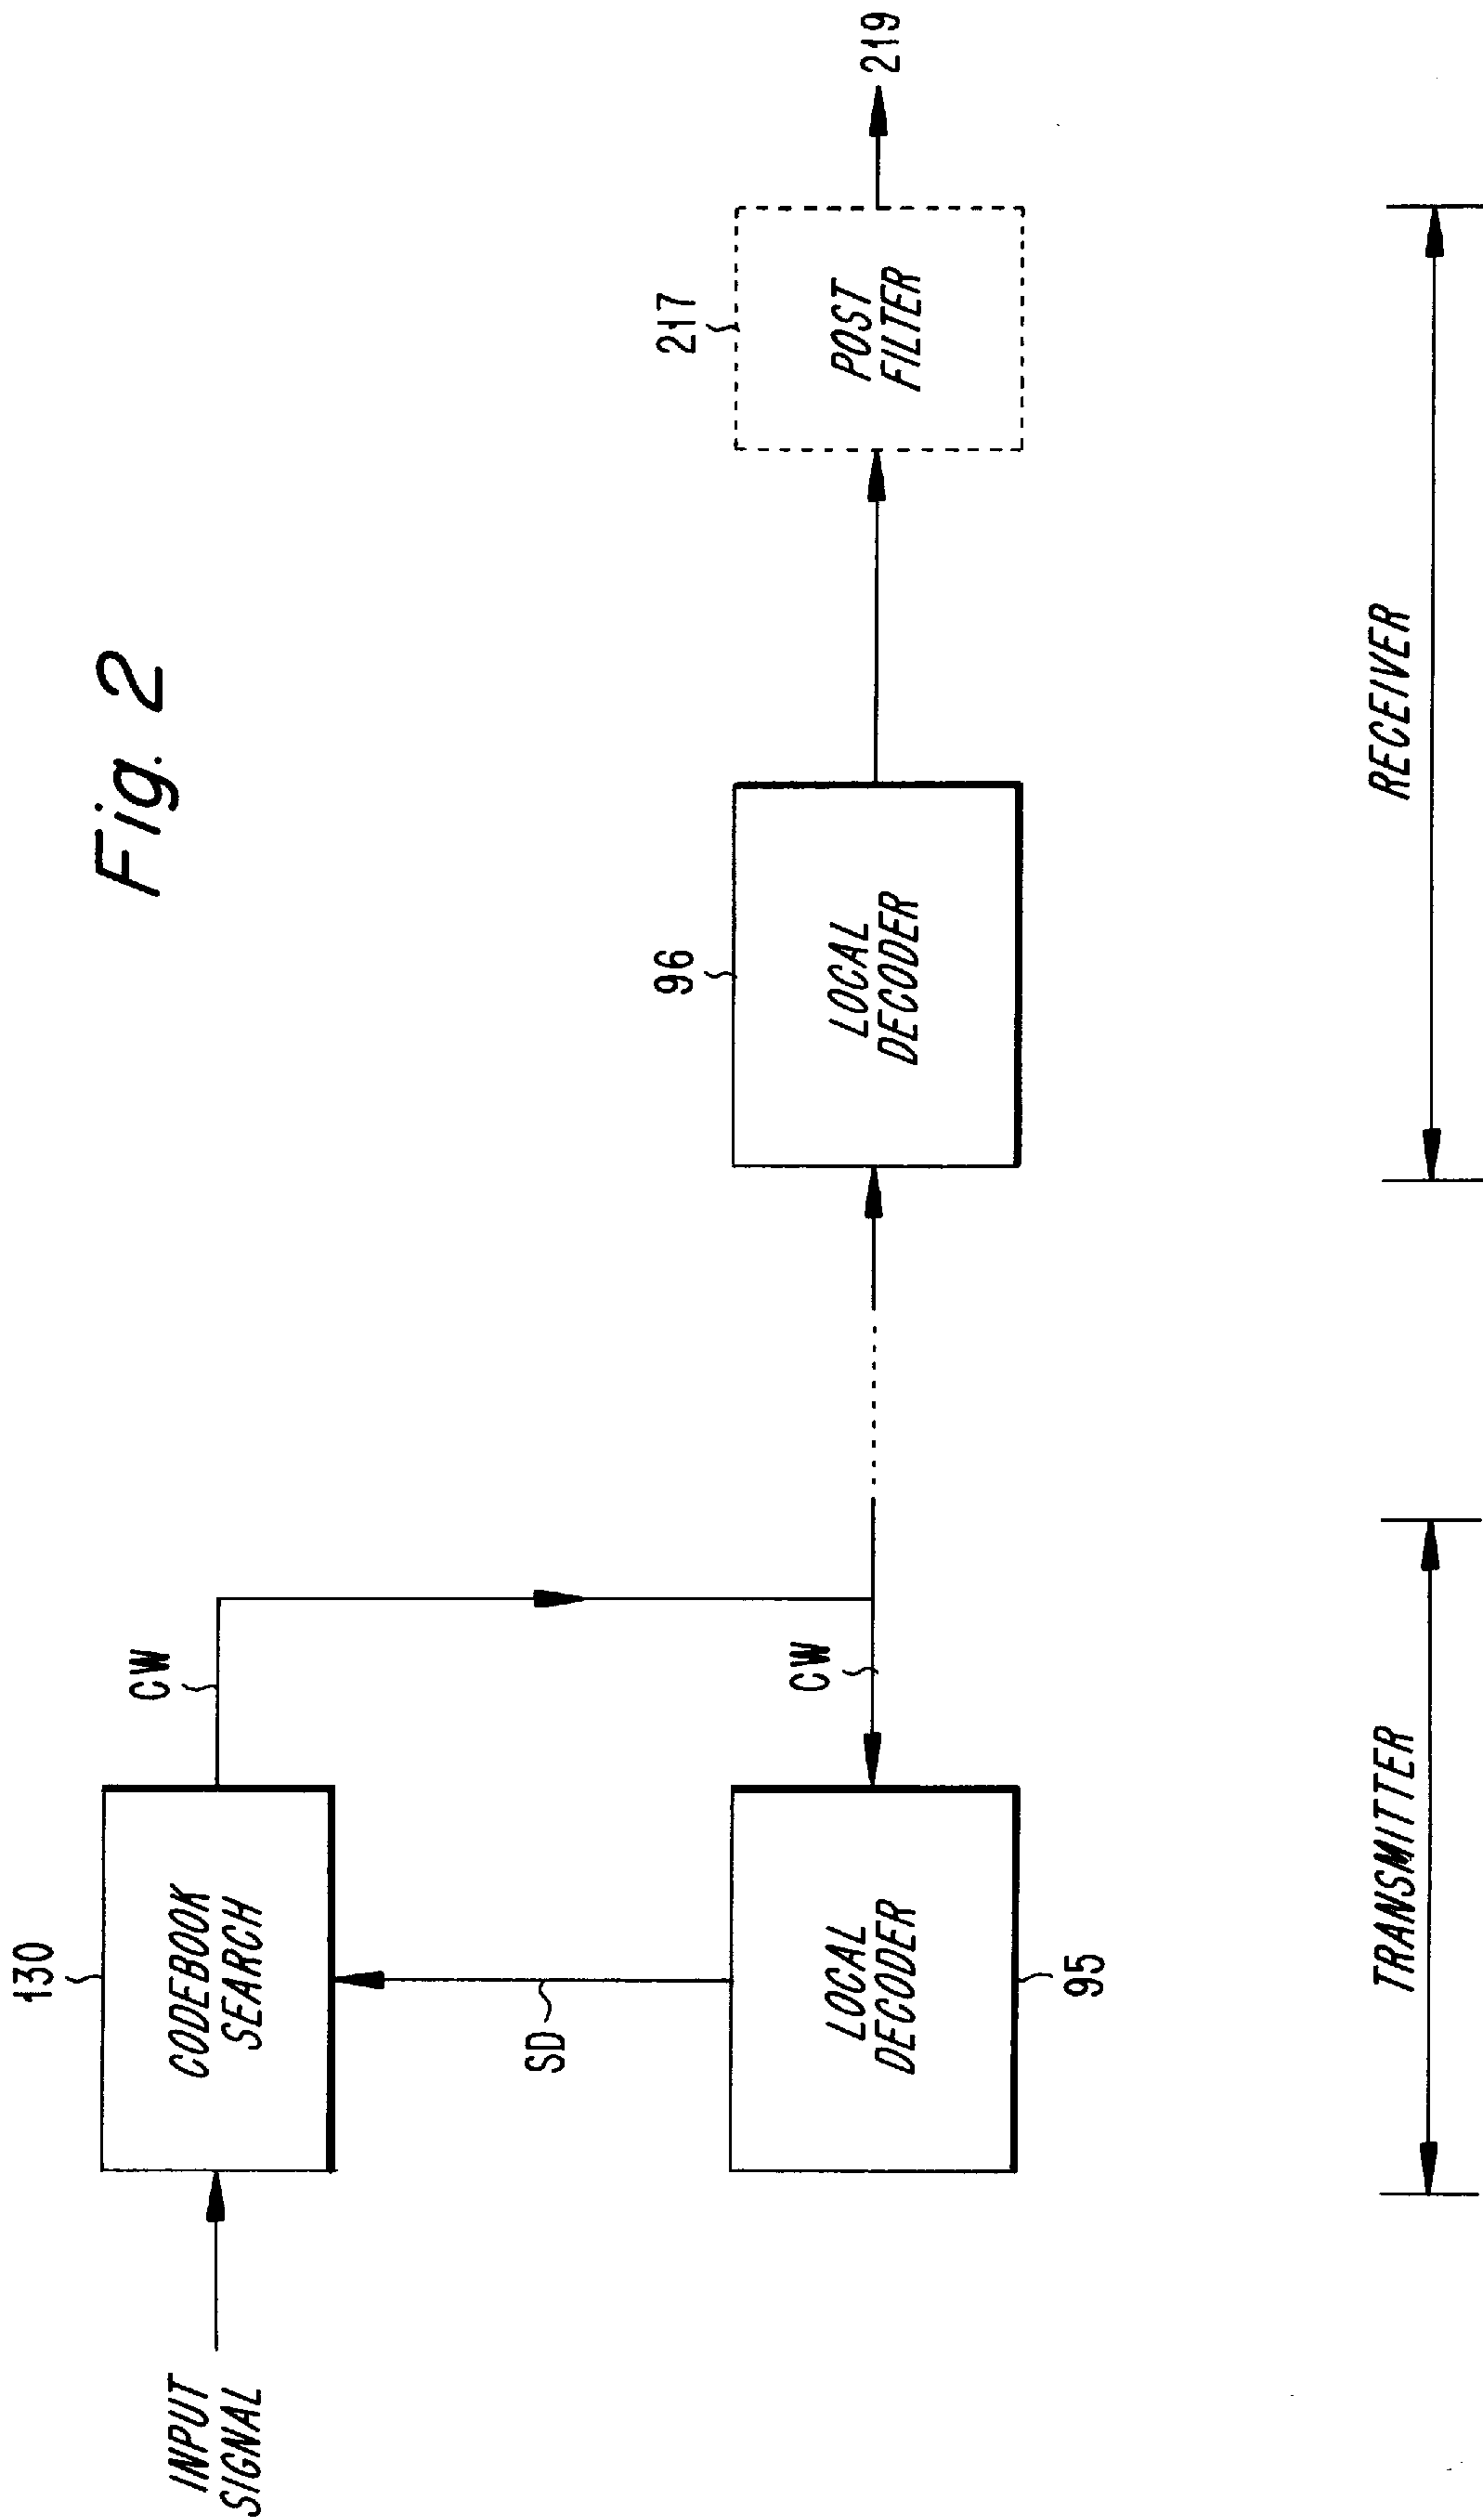 Fig. 2
130
CODEBOOK
SEARCH
INPUT
SIGNAL
CW
SD
CW
LOCAL
DECODER
95
96
LOCAL
DECODER
217
POST
FILTER
219
TRANSMITTER
RECEIVER